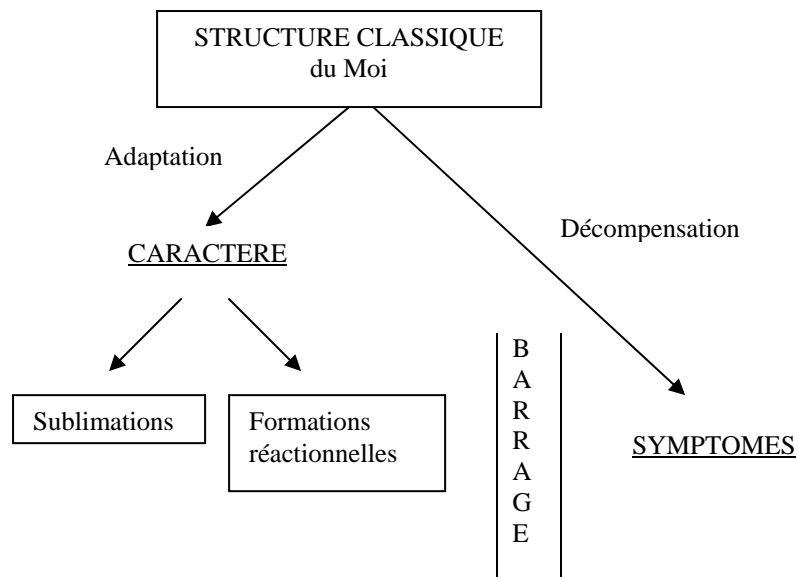 STRUCTURE CLASSIQUE
du Moi
Adaptation
Décompensation
CARACTERE
B
A
R
R
A
G
E
Sublimations
Formations
réactionnelles
SYMPTOMES